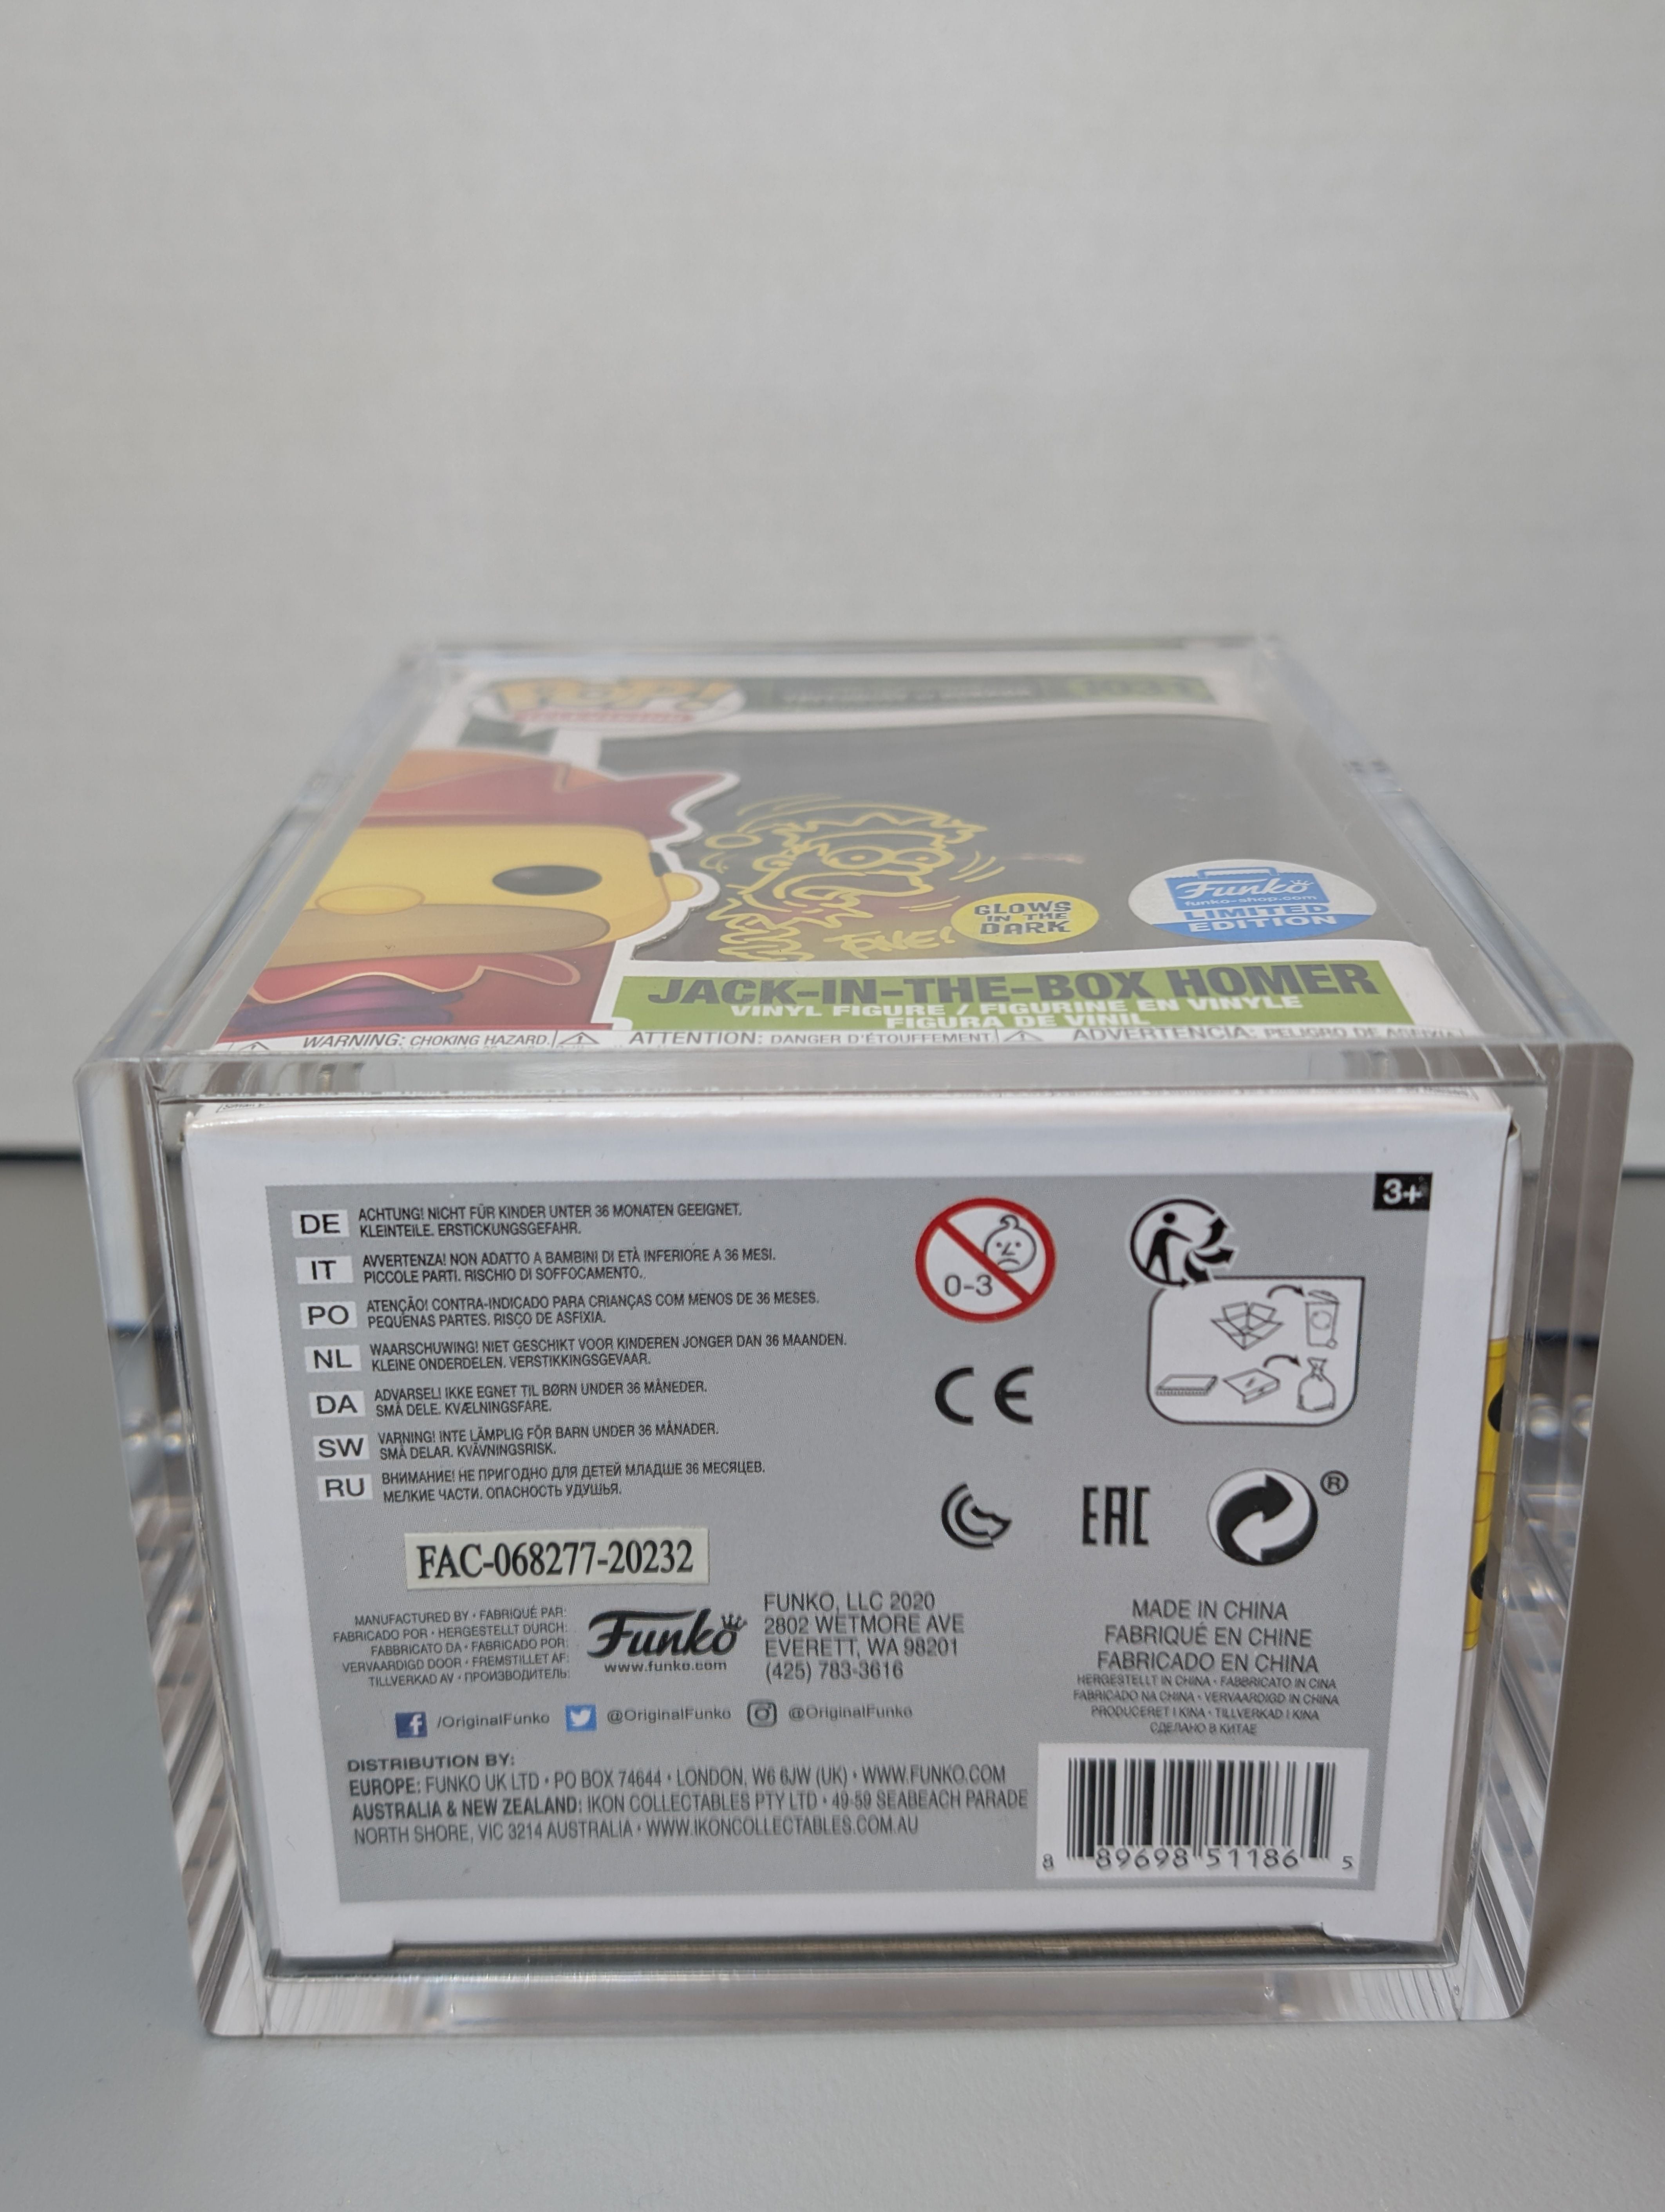 POP!
1031
GLOWS
IN THE
DARK
Funko
funko-shop.com
LIMITED
EDITION
JACK-IN-THE-BOX HOMER
VINYL FIGURE / FIGURINE EN VINYLE
FIGURA DE VINIL
WARNING: CHOKING HAZARD. ATTENTION: DANGER D'ÉTOUFFEMENT ADVERTENCIA: PELIGRO DE ASFIXIA
3+
DE ACHTUNG! NICHT FÜR KINDER UNTER 36 MONATEN GEEIGNET.
KLEINTEILE. ERSTICKUNGSGEFAHR.
IT AVVERTENZA! NON ADATTO A BAMBINI DI ETÀ INFERIORE A 36 MESI.
PICCOLE PARTI. RISCHIO DI SOFFOCAMENTO.
PO ATENÇÃO! CONTRA-INDICADO PARA CRIANÇAS COM MENOS DE 36 MESES.
PEQUENAS PARTES. RISCO DE ASFIXIA.
NL WAARSCHUWING! NIET GESCHIKT VOOR KINDEREN JONGER DAN 36 MAANDEN.
KLEINE ONDERDELEN. VERSTIKKINGSGEVAAR.
DA ADVARSEL! IKKE EGNET TIL BØRN UNDER 36 MÅNEDER.
SMÅ DELE. KVÆLNINGSFARE.
SW VARNING! INTE LÄMPLIG FÖR BARN UNDER 36 MÅNADER.
SMÅ DELAR. KVÄVNINGSRISK.
RU ВНИМАНИЕ! НЕ ПРИГОДНО ДЛЯ ДЕТЕЙ МЛАДШЕ 36 МЕСЯЦЕВ.
МЕЛКИЕ ЧАСТИ. ОПАСНОСТЬ УДУШЬЯ.
0-3
CE
EAC
®
FAC-068277-20232
MANUFACTURED BY • FABRIQUÉ PAR:
FABRICADO POR • HERGESTELLT DURCH:
FABBRICATO DA • FABRICADO POR:
VERVAARDIGD DOOR • FREMSTILLET AF:
TILLVERKAD AV • ПРОИЗВОДИТЕЛЬ:
Funko
www.funko.com
FUNKO, LLC 2020
2802 WETMORE AVE
EVERETT, WA 98201
(425) 783-3616
MADE IN CHINA
FABRIQUÉ EN CHINE
FABRICADO EN CHINA
HERGESTELLT IN CHINA • FABBRICATO IN CINA
FABRICADO NA CHINA • VERVAARDIGD IN CHINA
PRODUCERET I KINA • TILLVERKAD I KINA
СДЕЛАНО В КИТАЕ
/OriginalFunko @OriginalFunko @OriginalFunko
DISTRIBUTION BY:
EUROPE: FUNKO UK LTD • PO BOX 74644 • LONDON, W6 6JW (UK) • WWW.FUNKO.COM
AUSTRALIA & NEW ZEALAND: IKON COLLECTABLES PTY LTD • 49-59 SEABEACH PARADE
NORTH SHORE, VIC 3214 AUSTRALIA • WWW.IKONCOLLECTABLES.COM.AU
8 89698 51186 5